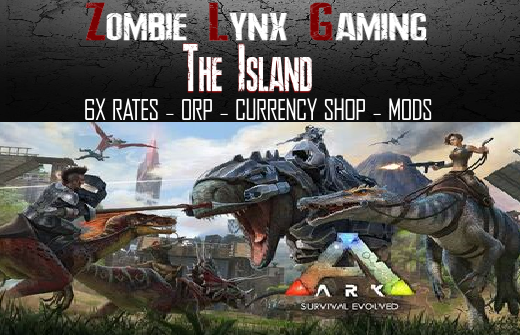 Zombie Lynx Gaming
The Island
6X RATES - ORP - CURRENCY SHOP - MODS
ARK
SURVIVAL EVOLVED